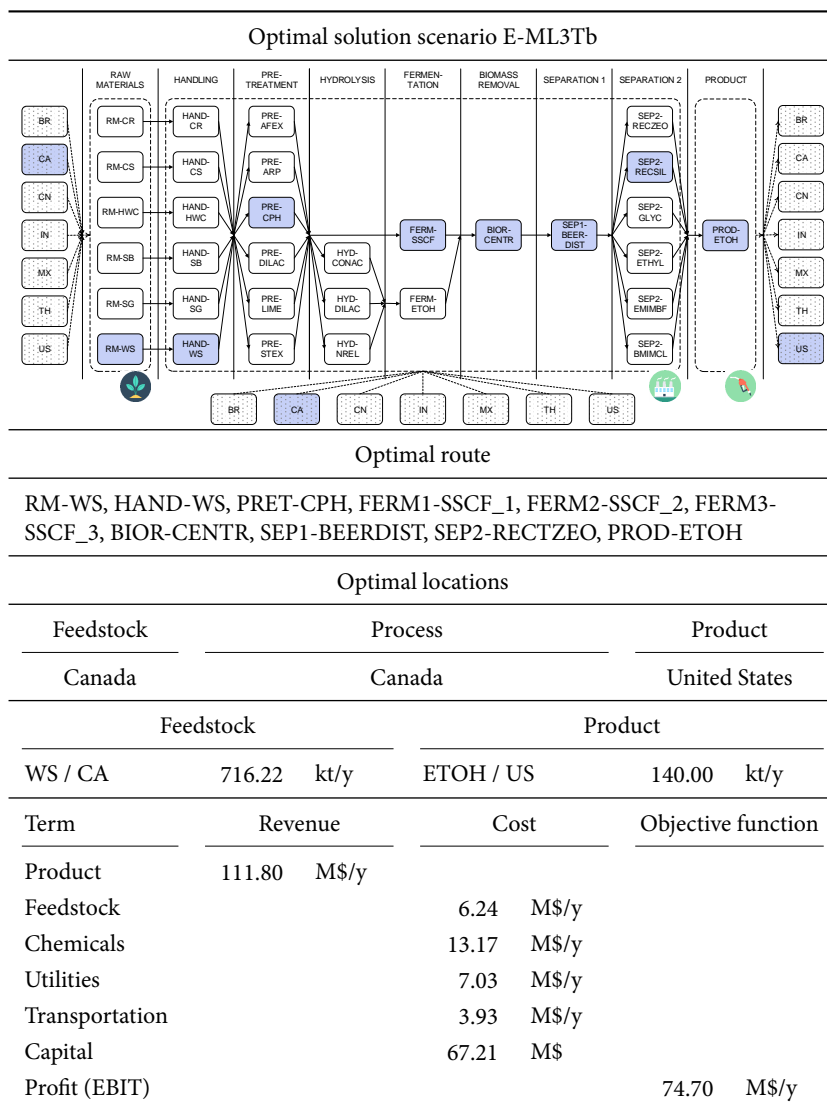 Optimal solution scenario E-ML3Tb
RAW MATERIALS HANDLING PRE-TREATMENT HYDROLYSIS FERMEN-TATION BIOMASS REMOVAL SEPARATION 1 SEPARATION 2 PRODUCT
BR RM-CR HAND-CR PRE-AFEX SEP2-RECZEO BR
CA RM-CS HAND-CS PRE-ARP SEP2-RECSIL CA
CN RM-HWC HAND-HWC PRE-CPH FERM-SSCF BIOR-CENTR SEP1-BEER-DIST SEP2-GLYC PROD-ETOH CN
IN RM-SB HAND-SB PRE-DILAC HYD-CONAC SEP2-ETHYL IN
MX RM-SG HAND-SG PRE-LIME HYD-DILAC FERM-ETOH SEP2-EMIMBF MX
TH RM-WS HAND-WS PRE-STEX HYD-NREL SEP2-BMIMCL TH
US US
BR CA CN IN MX TH US
Optimal route
RM-WS, HAND-WS, PRET-CPH, FERM1-SSCF_1, FERM2-SSCF_2, FERM3-
SSCF_3, BIOR-CENTR, SEP1-BEERDIST, SEP2-RECTZEO, PROD-ETOH
Optimal locations
Feedstock Process Product
Canada Canada United States
Feedstock Product
WS / CA 716.22 kt/y ETOH / US 140.00 kt/y
Term Revenue Cost Objective function
Product 111.80 M$/y
Feedstock 6.24 M$/y
Chemicals 13.17 M$/y
Utilities 7.03 M$/y
Transportation 3.93 M$/y
Capital 67.21 M$
Profit (EBIT) 74.70 M$/y